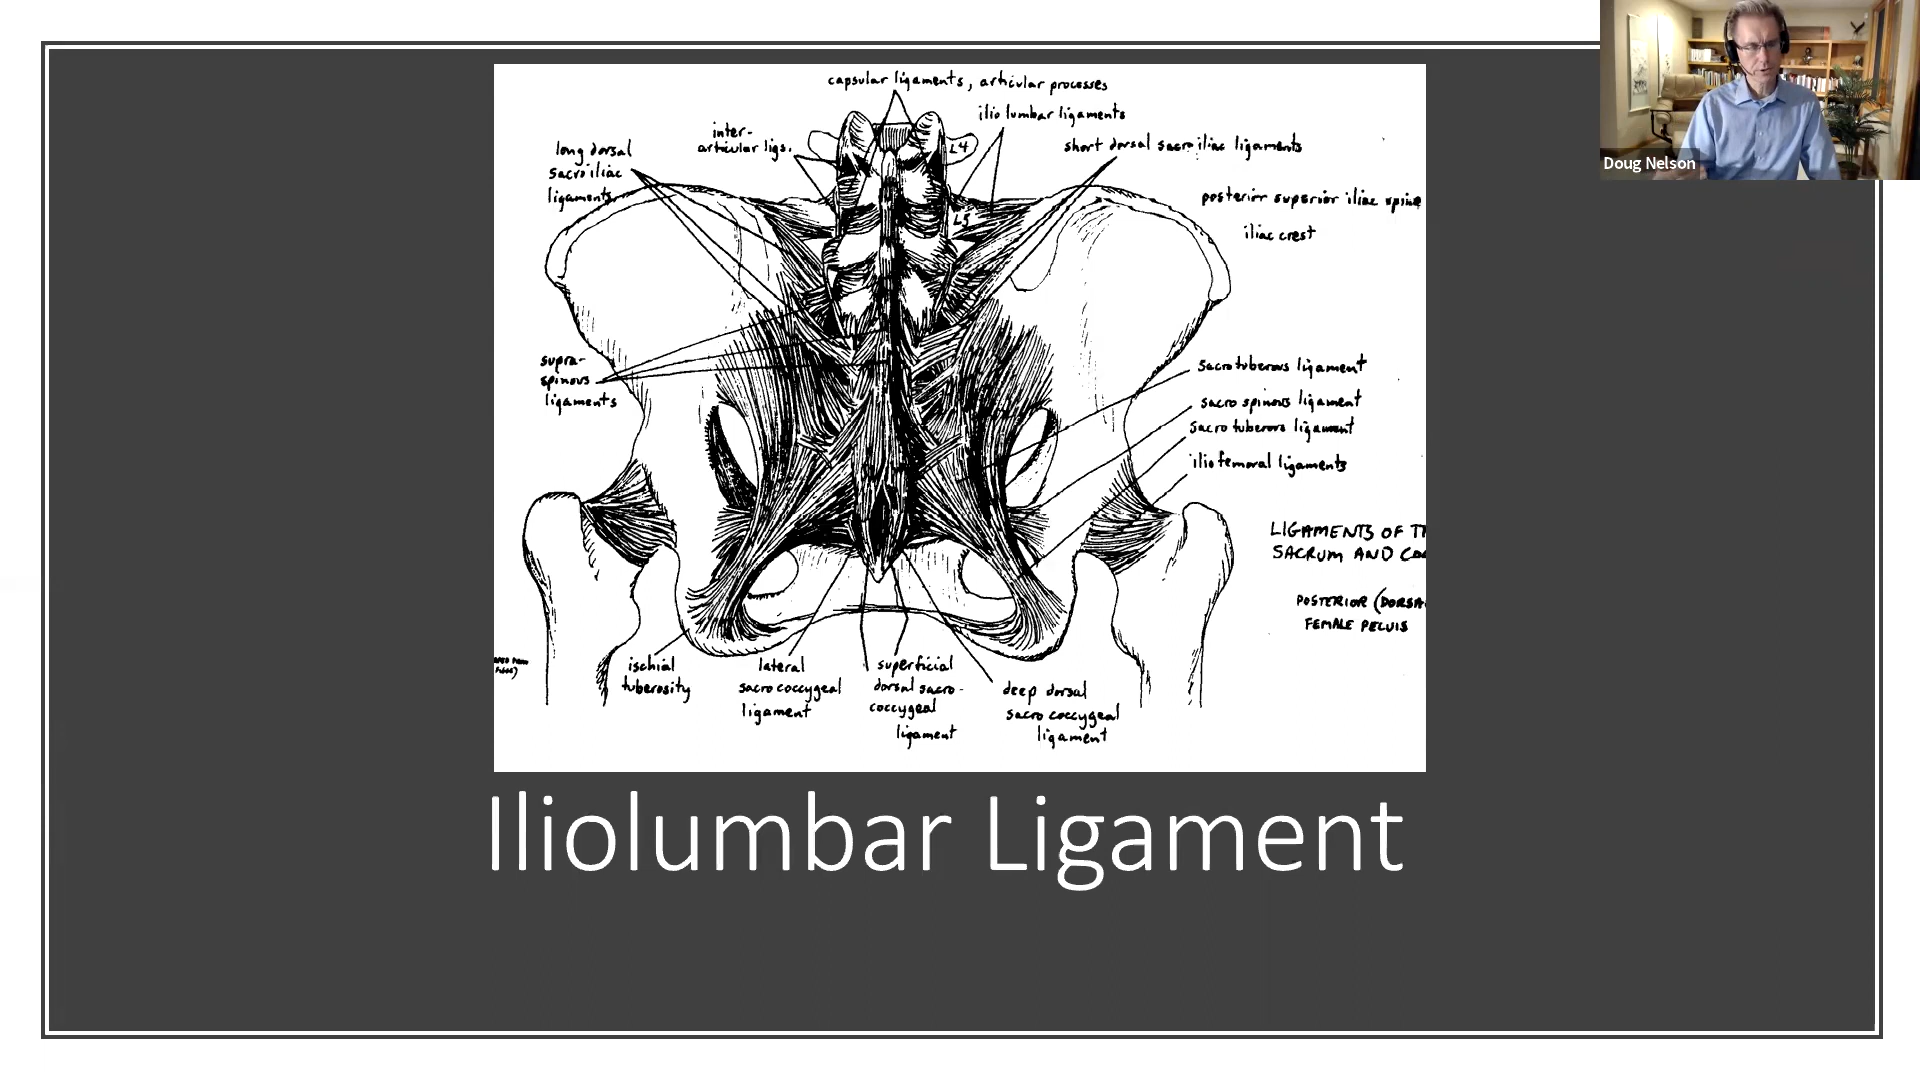 Doug Nelson
capsular ligaments, articular processes
ilio lumbar ligaments
inter-
articular ligs.
long dorsal
sacroiliac
ligaments
L4
short dorsal sacroiliac ligaments
posterior superior iliac spine
L5
iliac crest
supra-
spinous
ligaments
sacrotuberous ligament
sacro spinous ligament
sacro tuberous ligament
iliofemoral ligaments
LIGAMENTS OF
SACRUM AND
POSTERIOR
FEMALE PELVIS
ischial
tuberosity
lateral
sacro coccygeal
ligament
superficial
dorsal sacro-
coccygeal
ligament
deep dorsal
sacro coccygeal
ligament
Iliolumbar Ligament